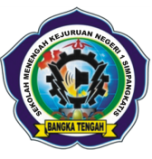 SEKOLAH MENENGAH KEJURUAN NEGERI 1 SIMPANGKATIS
BANGKA TENGAH